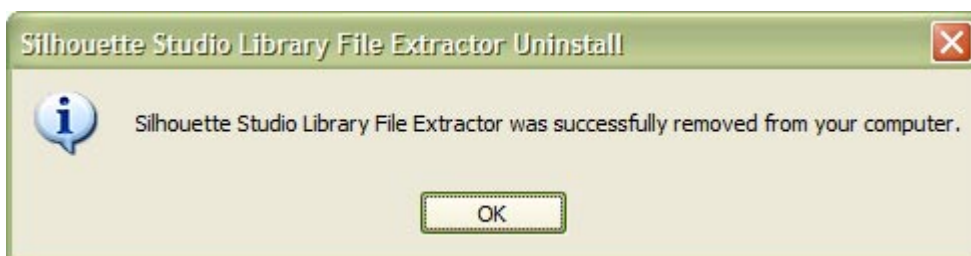 Silhouette Studio Library File Extractor Uninstall
Silhouette Studio Library File Extractor was successfully removed from your computer.
OK